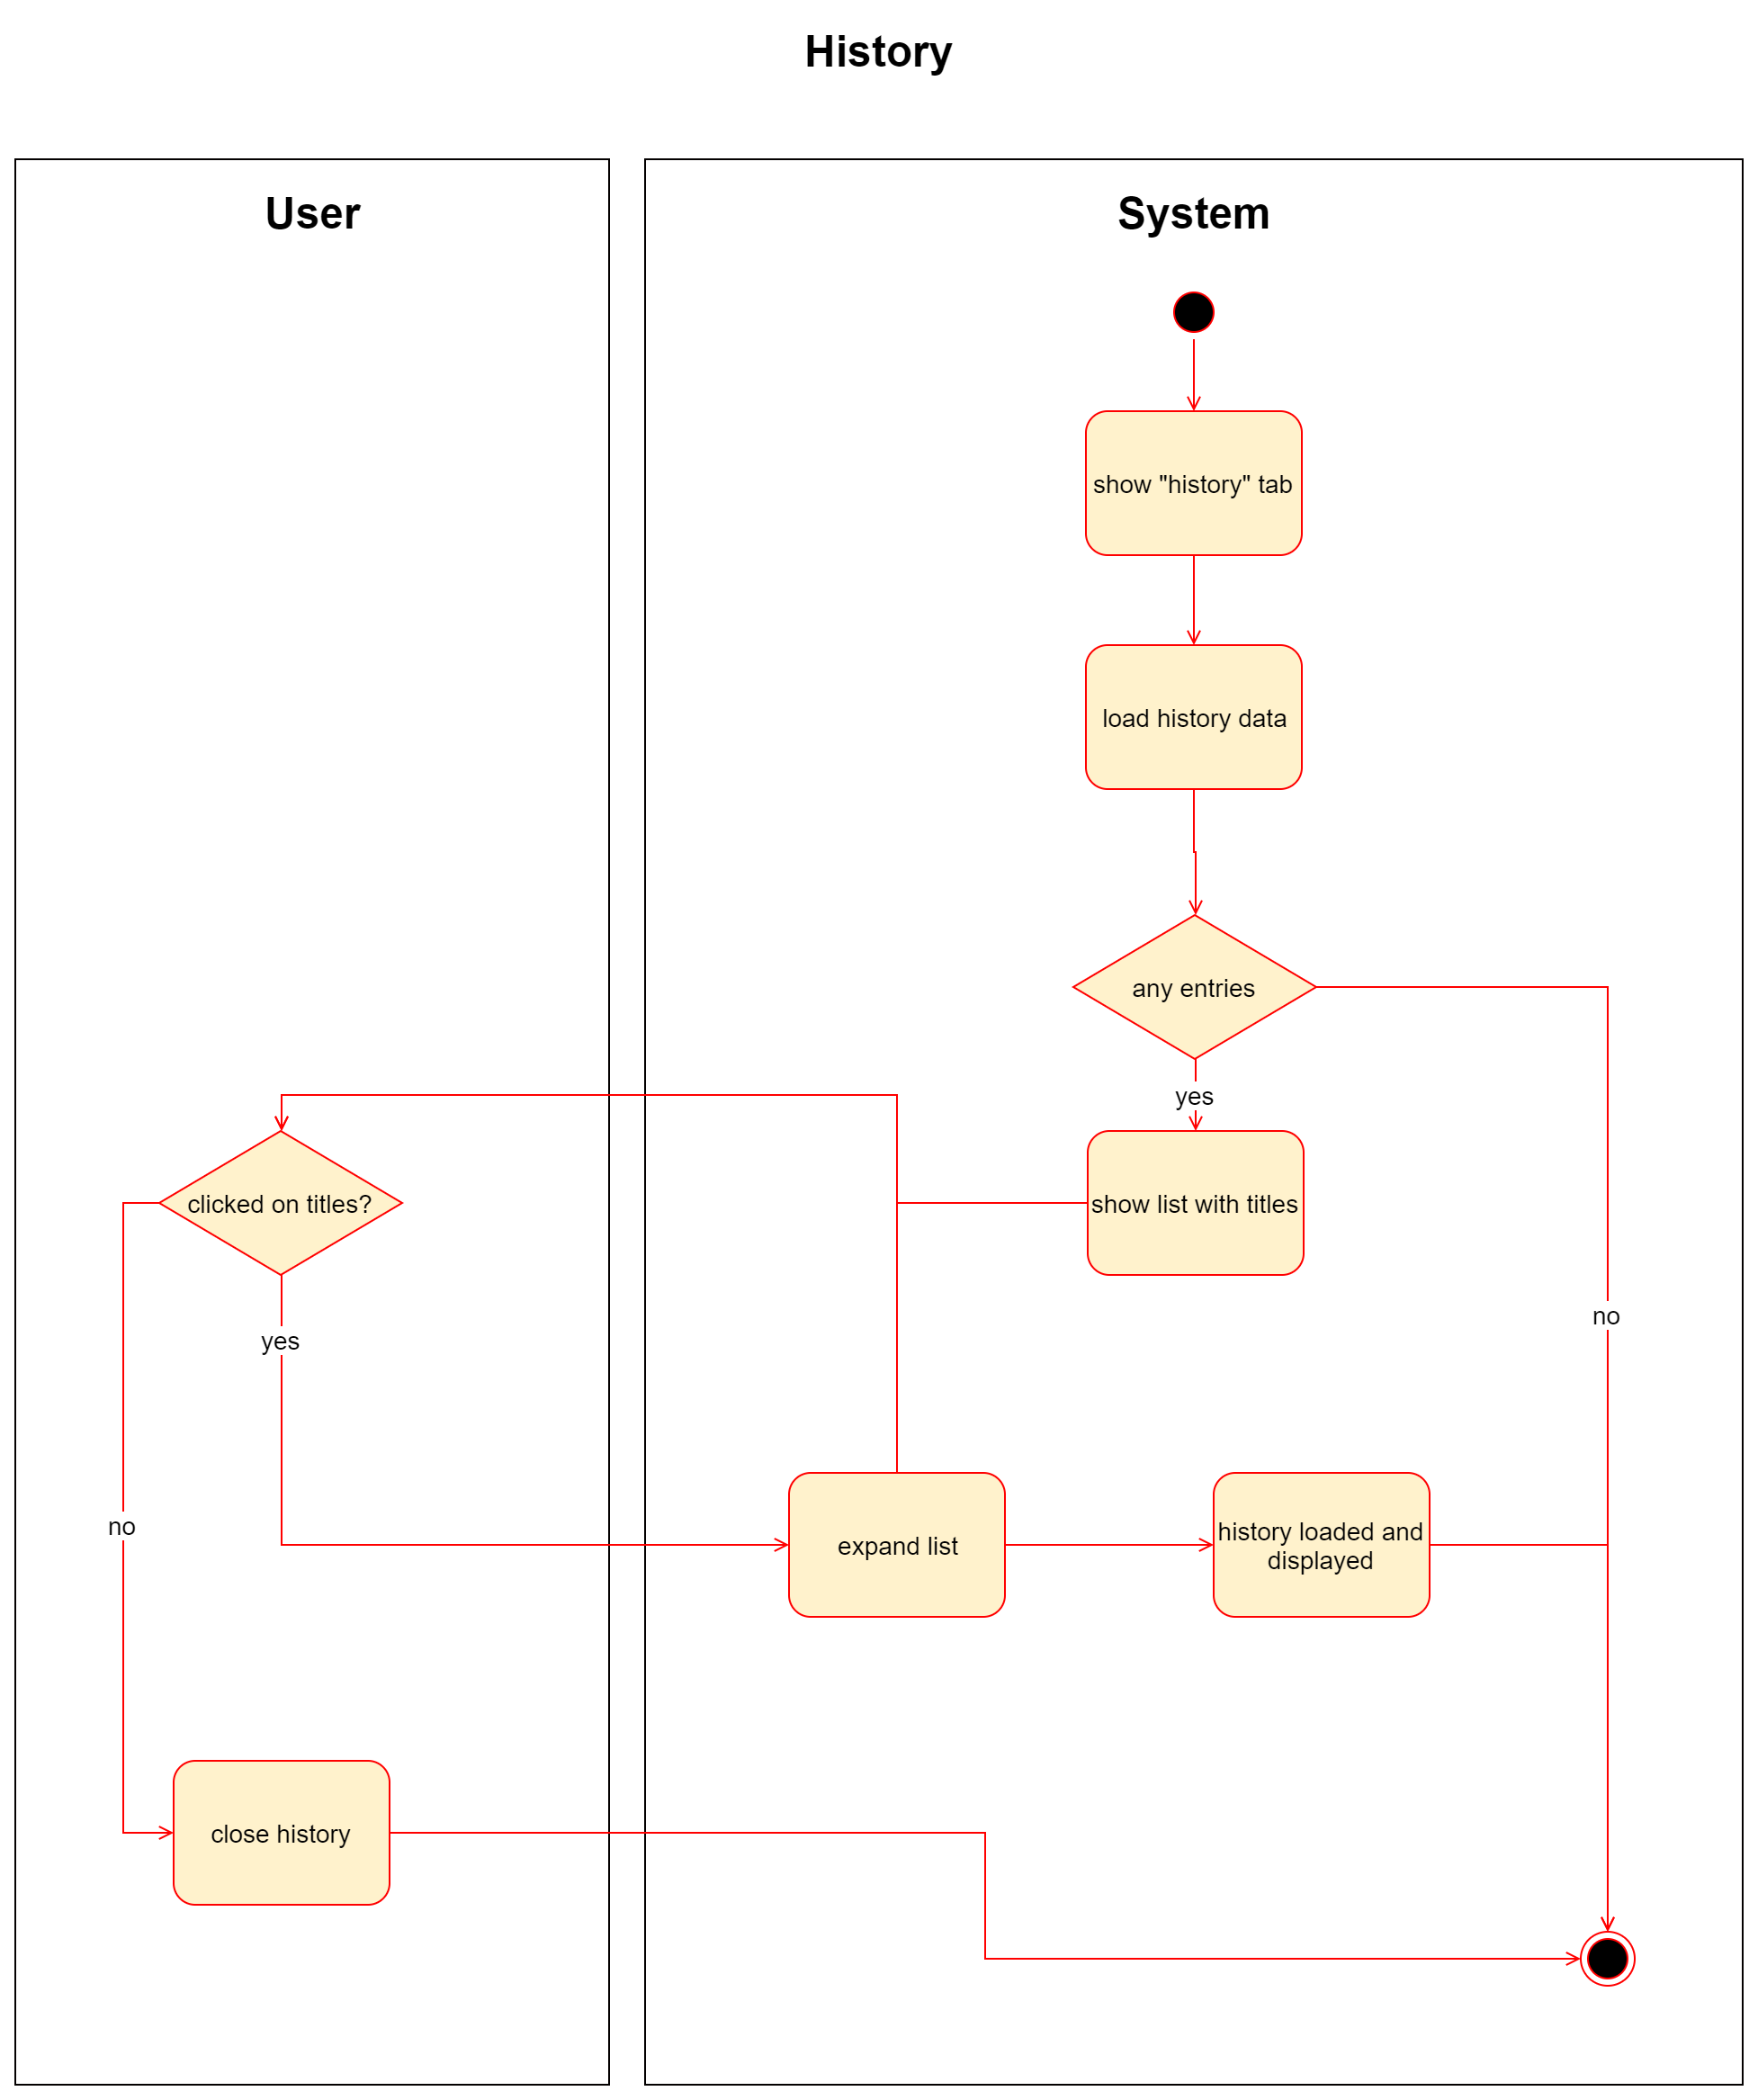 History
User
System
show "history" tab
load history data
any entries
yes
clicked on titles?
show list with titles
no
yes
no
expand list
history loaded and
displayed
close history